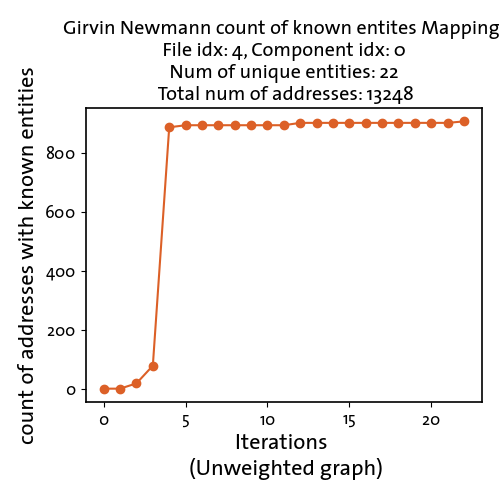 Girvin Newmann count of known entites Mapping
File idx: 4, Component idx: 0
Num of unique entities: 22
Total num of addresses: 13248
count of addresses with known entities
800
600
400
200
0
0 5 10 15 20
Iterations
(Unweighted graph)